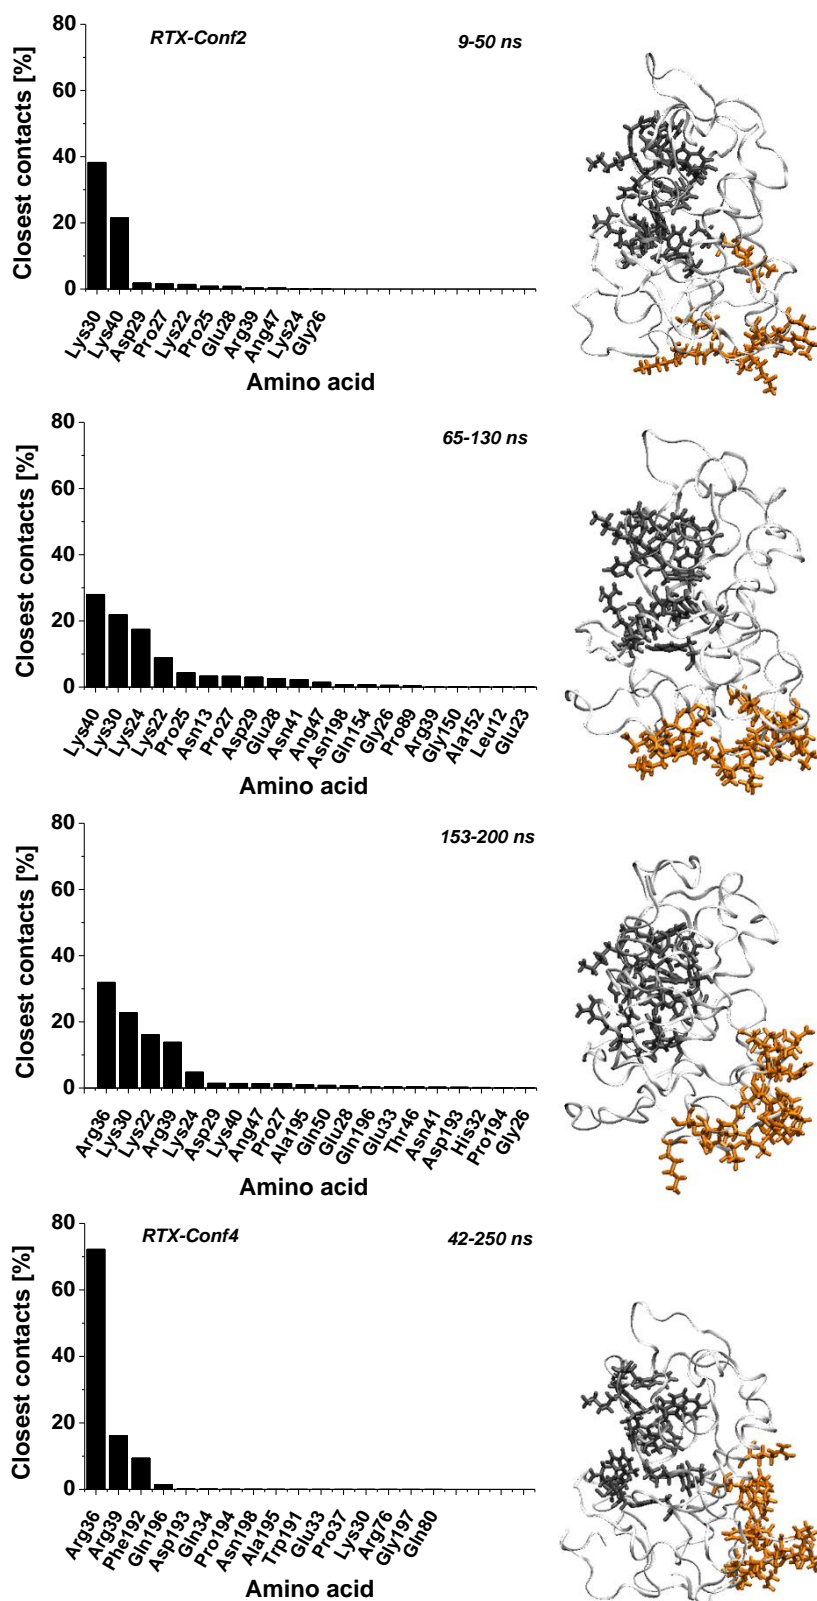 RTX-Conf2 9-50 ns
Closest contacts [%]
80
60
40
20
0
Lys30 Lys40 Asp29 Pro27 Lys22 Pro25 Glu28 Arg39 Ang47 Lys24 Gly26
Amino acid
65-130 ns
Closest contacts [%]
80
60
40
20
0
Lys40 Lys30 Lys24 Lys22 Pro25 Asn13 Pro27 Asp29 Glu28 Asn41 Ang47 Asn198 Gln154 Gly26 Pro89 Arg39 Gly150 Ala152 Leu12 Glu23
Amino acid
153-200 ns
Closest contacts [%]
80
60
40
20
0
Arg36 Lys30 Lys22 Arg39 Lys24 Asp29 Lys40 Ang47 Pro27 Ala195 Gln50 Glu28 Gln196 Glu33 Thr46 Asn41 Asp193 His32 Pro194 Gly26
Amino acid
RTX-Conf4 42-250 ns
Closest contacts [%]
80
60
40
20
0
Arg36 Arg39 Phe192 Gln196 Asp193 Gln34 Pro194 Asn198 Ala195 Trp191 Glu33 Pro37 Lys30 Arg76 Gly197 Gln80
Amino acid